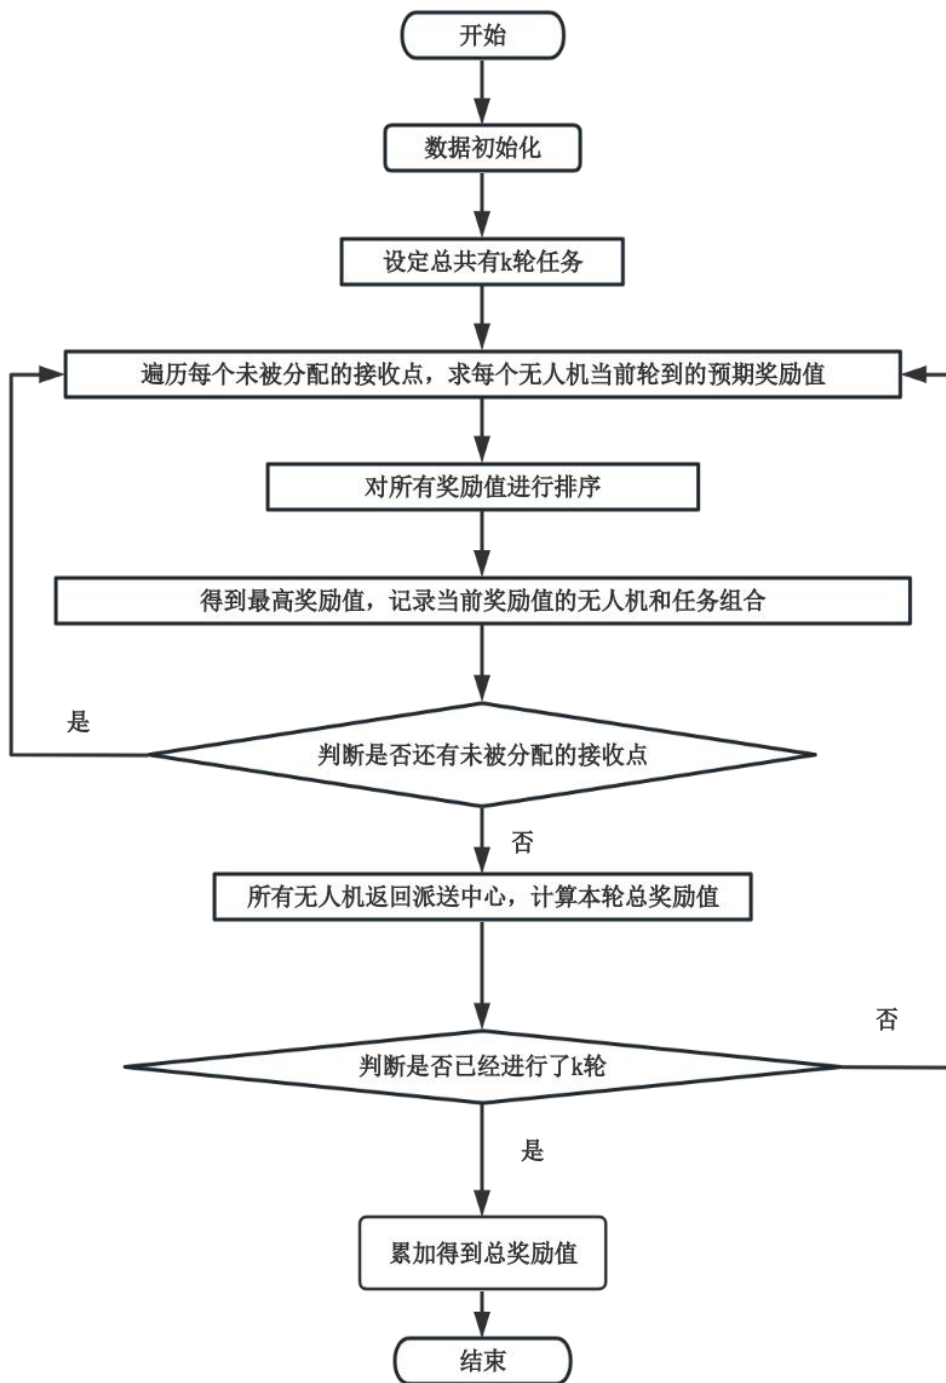 开始
数据初始化
设定总共有k轮任务
遍历每个未被分配的接收点，求每个无人机当前轮到的预期奖励值
对所有奖励值进行排序
得到最高奖励值，记录当前奖励值的无人机和任务组合
是
判断是否还有未被分配的接收点
否
所有无人机返回派送中心，计算本轮总奖励值
否
判断是否已经进行了k轮
是
累加得到总奖励值
结束